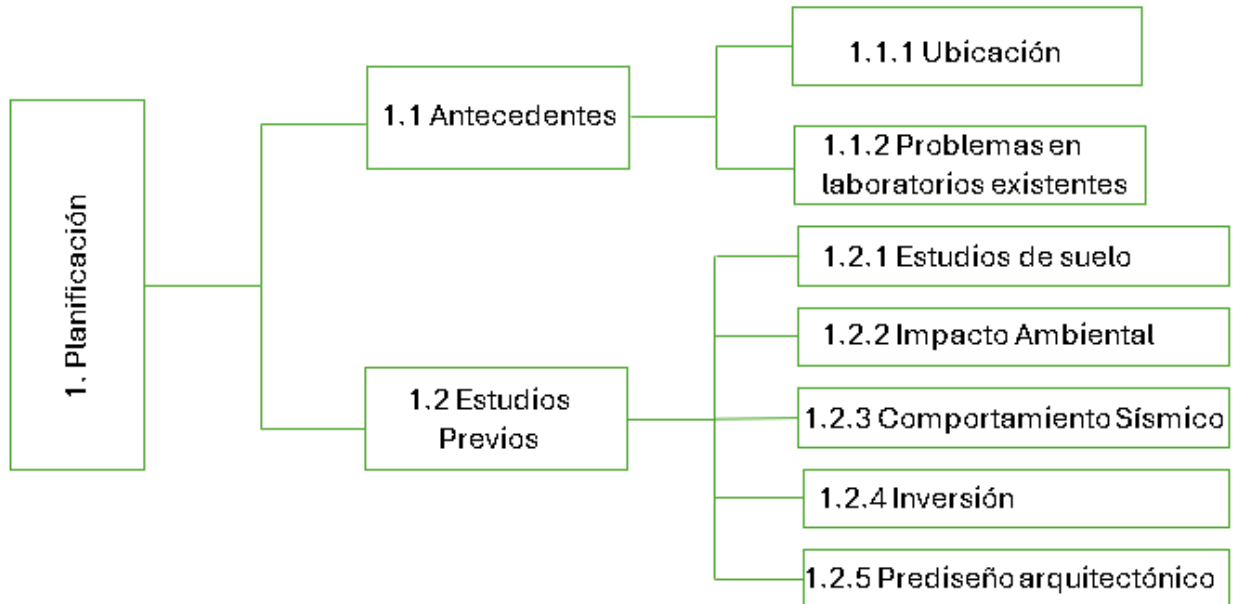 1. Planificación
1.1 Antecedentes
1.1.1 Ubicación
1.1.2 Problemas en
laboratorios existentes
1.2 Estudios
Previos
1.2.1 Estudios de suelo
1.2.2 Impacto Ambiental
1.2.3 Comportamiento Sísmico
1.2.4 Inversión
1.2.5 Prediseño arquitectónico